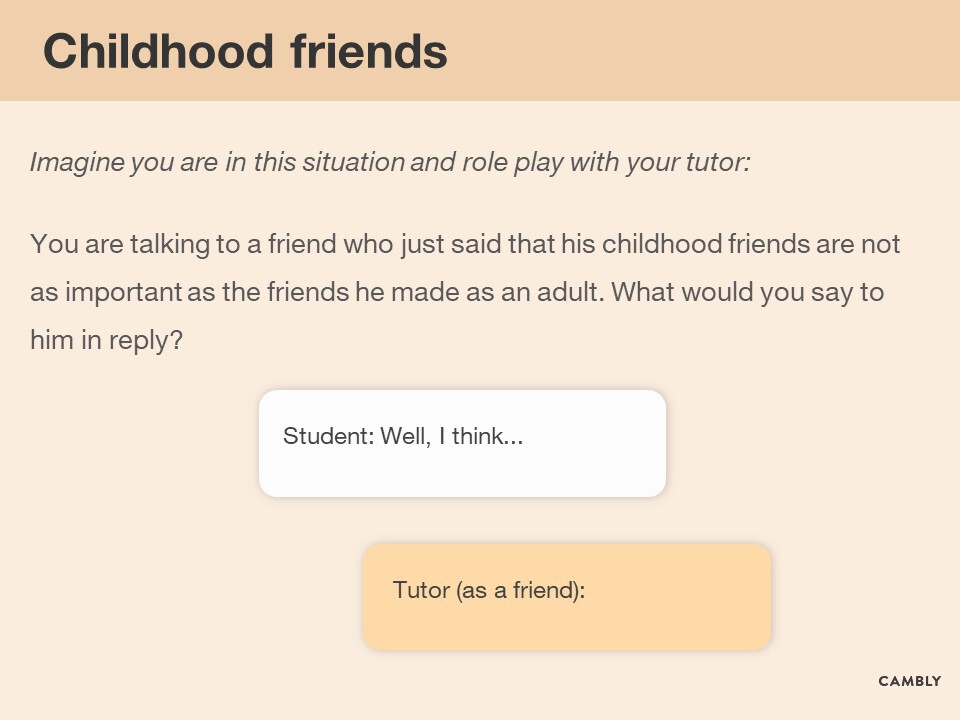 Childhood friends
Imagine you are in this situation and role play with your tutor:
You are talking to a friend who just said that his childhood friends are not
as important as the friends he made as an adult. What would you say to
him in reply?
Student: Well, I think...
Tutor (as a friend):
CAMBLY